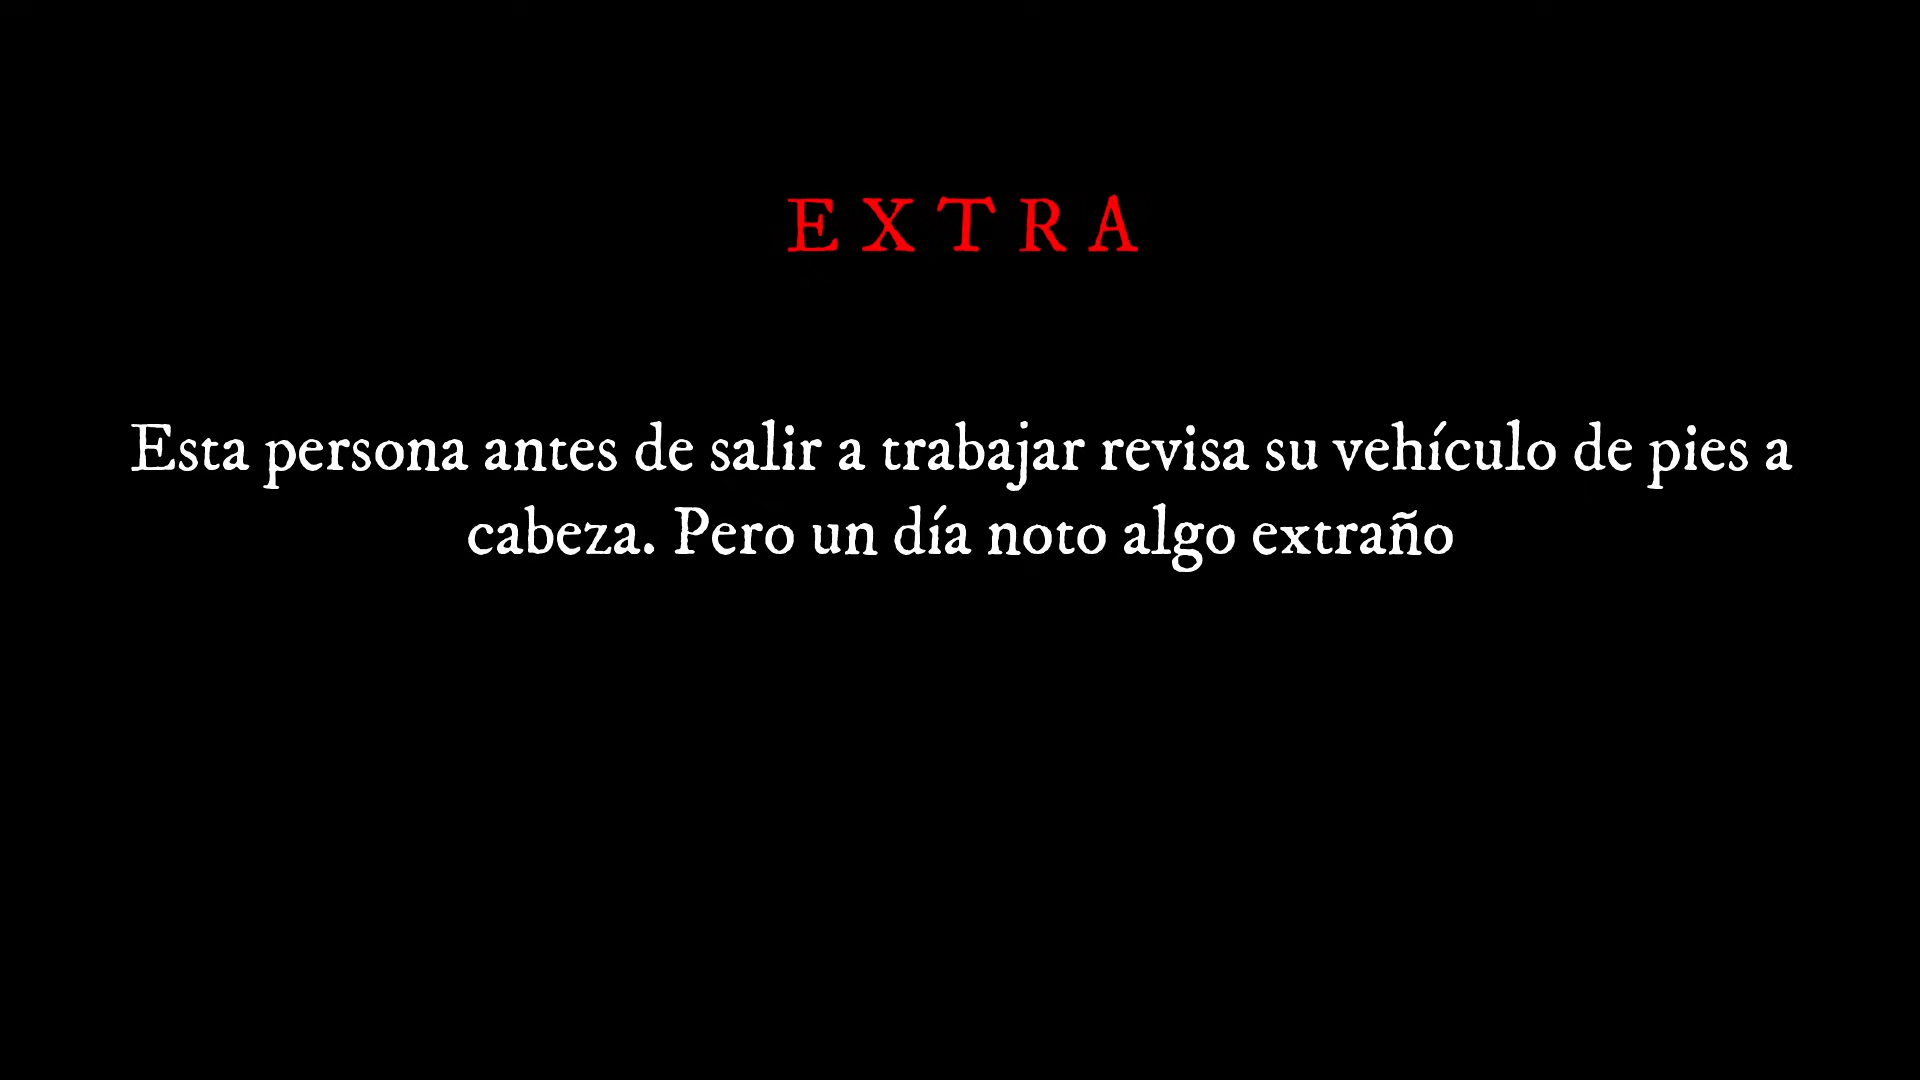 EXTRA
Esta persona antes de salir a trabajar revisa su vehículo de pies a
cabeza. Pero un día noto algo extraño